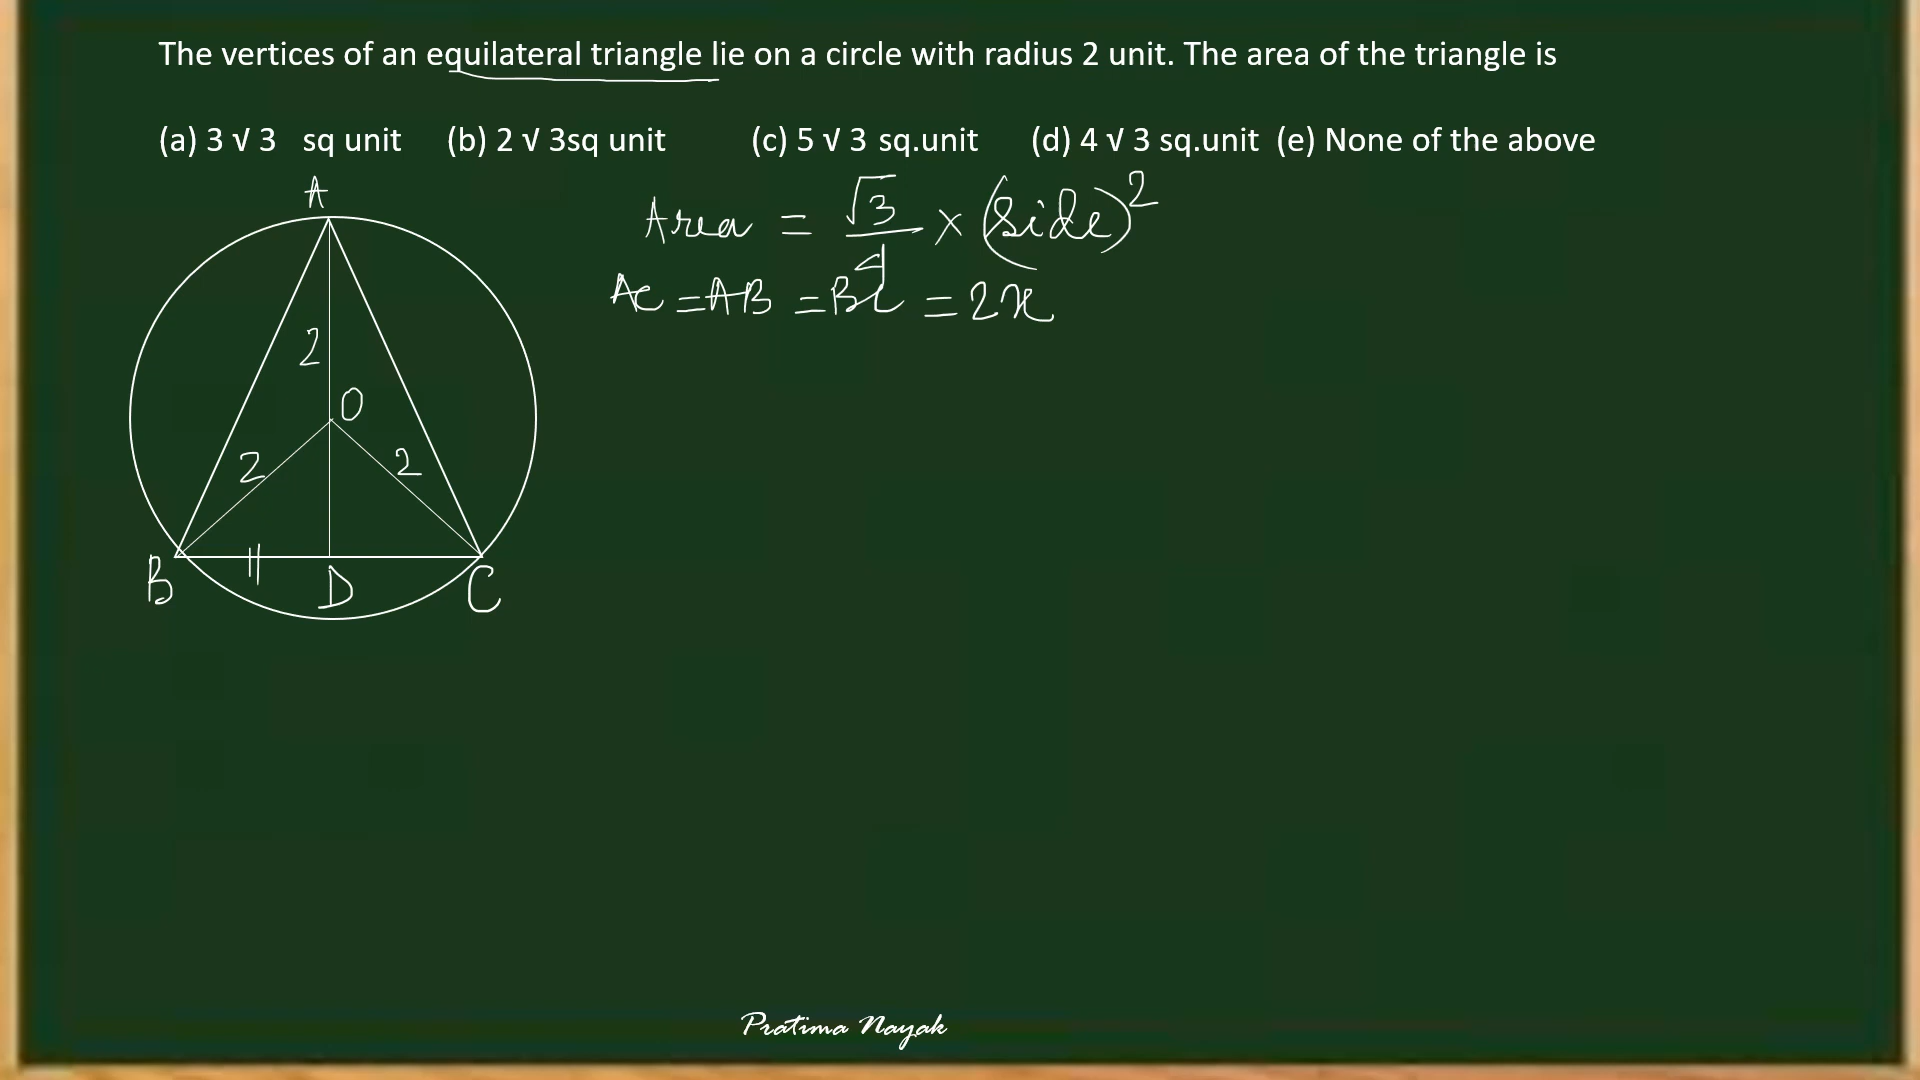 The vertices of an equilateral triangle lie on a circle with radius 2 unit. The area of the triangle is
(a) 3 √ 3 sq unit (b) 2 √ 3sq unit (c) 5 √ 3 sq.unit (d) 4 √ 3 sq.unit (e) None of the above
A
Area = √3/4 × (Side)²
AC = AB = BC = 2x
2
O
2 2
B D C
Pratima Nayak